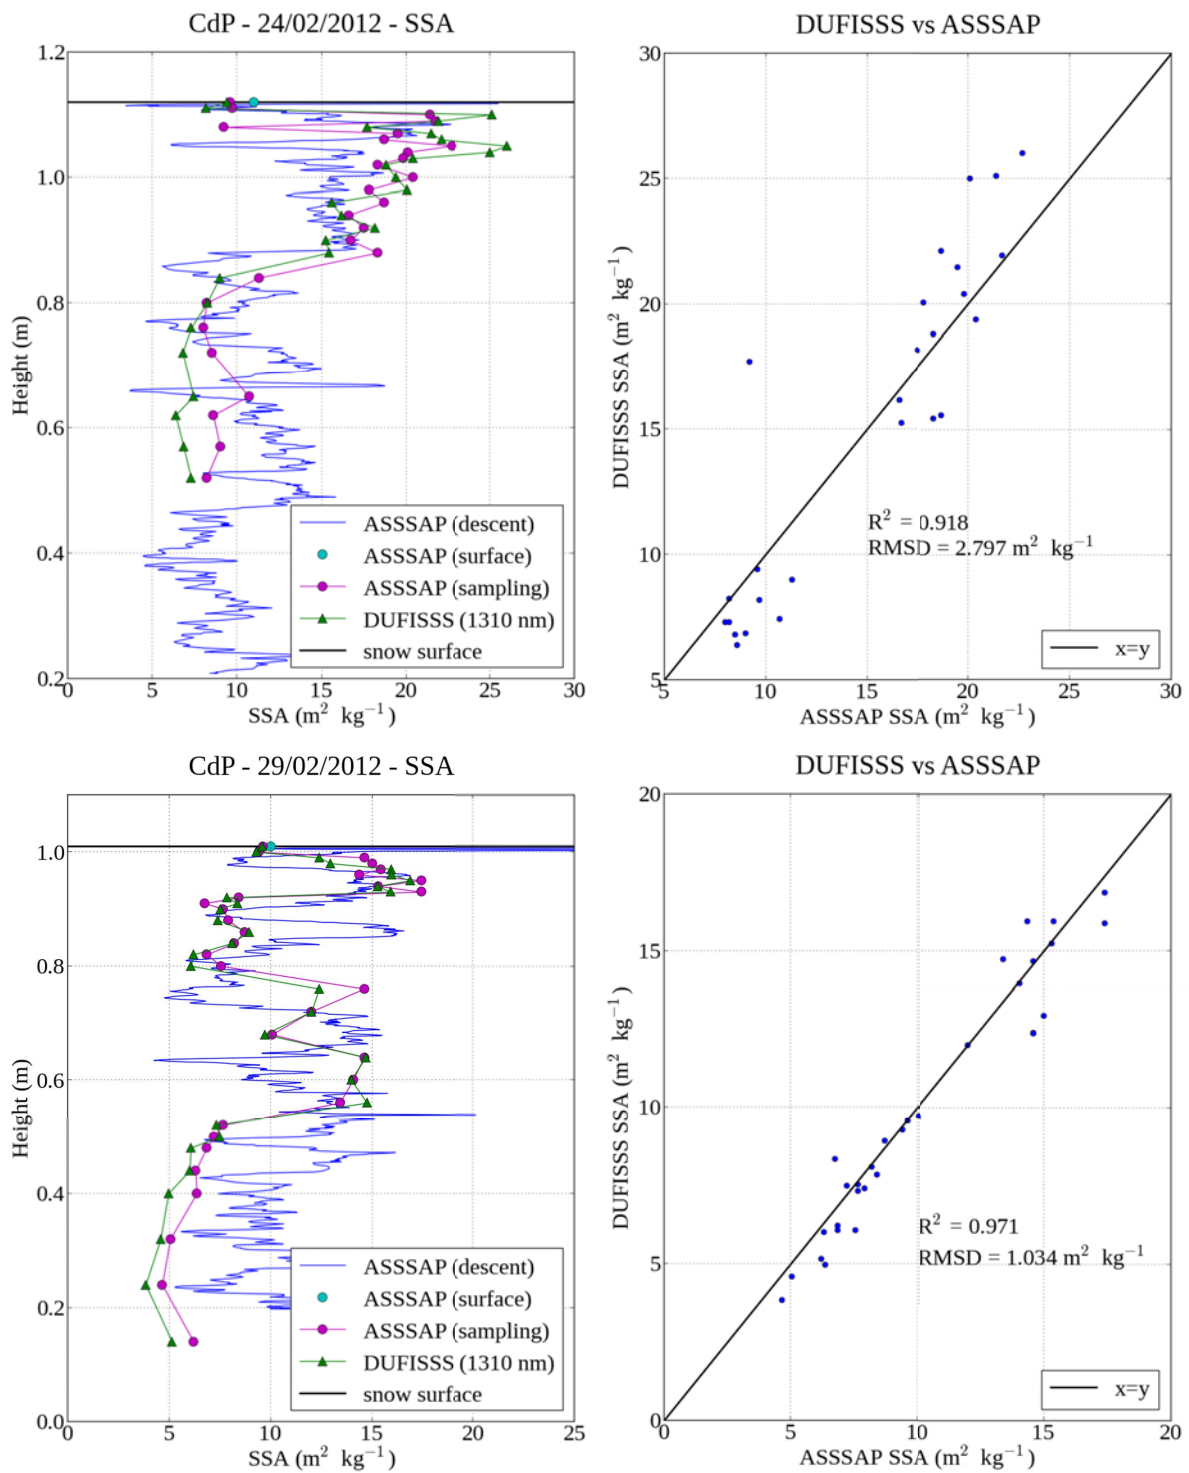 CdP - 24/02/2012 - SSA
1.2
1.0
0.8
0.6
0.4
0.2
Height (m)
ASSSAP (descent)
ASSSAP (surface)
ASSSAP (sampling)
DUFISSS (1310 nm)
snow surface
0 5 10 15 20 25 30
SSA (m² kg⁻¹)
DUFISSS vs ASSSAP
30
25
20
15
10
5
DUFISSS SSA (m² kg⁻¹)
R² = 0.918
RMSD = 2.797 m² kg⁻¹
x=y
10 15 20 25 30
ASSSAP SSA (m² kg⁻¹)
CdP - 29/02/2012 - SSA
1.0
0.8
0.6
0.4
0.2
0.0
Height (m)
ASSSAP (descent)
ASSSAP (surface)
ASSSAP (sampling)
DUFISSS (1310 nm)
snow surface
0 5 10 15 20 25
SSA (m² kg⁻¹)
DUFISSS vs ASSSAP
20
15
10
5
0
DUFISSS SSA (m² kg⁻¹)
R² = 0.971
RMSD = 1.034 m² kg⁻¹
x=y
0 5 10 15 20
ASSSAP SSA (m² kg⁻¹)